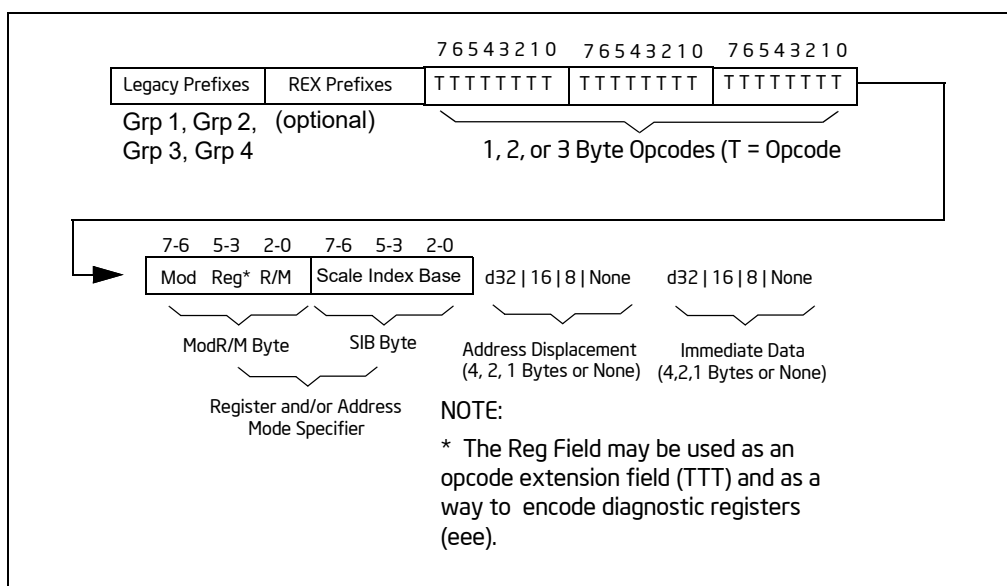 7 6 5 4 3 2 1 0 7 6 5 4 3 2 1 0 7 6 5 4 3 2 1 0
Legacy Prefixes REX Prefixes T T T T T T T T T T T T T T T T T T T T T T T T
Grp 1, Grp 2, (optional)
Grp 3, Grp 4
1, 2, or 3 Byte Opcodes (T = Opcode
7-6 5-3 2-0 7-6 5-3 2-0
Mod Reg* R/M Scale Index Base d32 | 16 | 8 | None d32 | 16 | 8 | None
ModR/M Byte SIB Byte Address Displacement Immediate Data
(4, 2, 1 Bytes or None) (4,2,1 Bytes or None)
Register and/or Address
Mode Specifier
NOTE:
* The Reg Field may be used as an
opcode extension field (TTT) and as a
way to encode diagnostic registers
(eee).